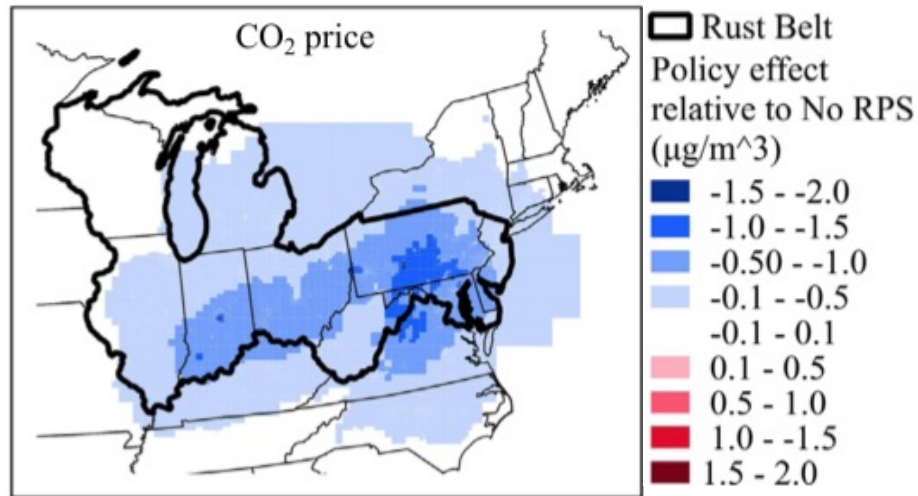 CO₂ price
Rust Belt
Policy effect
relative to No RPS
(μg/m^3)
-1.5 - -2.0
-1.0 - -1.5
-0.50 - -1.0
-0.1 - -0.5
-0.1 - 0.1
0.1 - 0.5
0.5 - 1.0
1.0 - -1.5
1.5 - 2.0